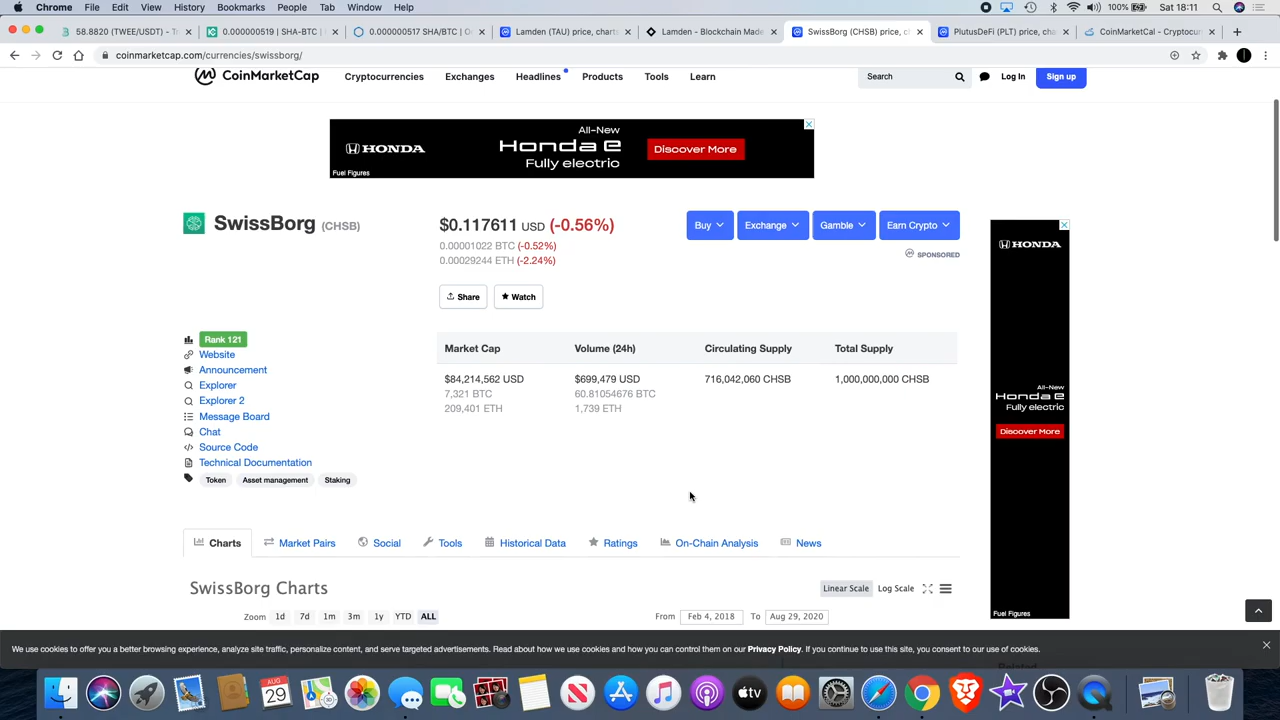 Chrome File Edit View History Bookmarks People Tab Window Help
100% Sat 18:11
58.8820 (TWEE/USDT) - T
0.000000519 | SHA-BTC |
0.000000517 SHA/BTC | O
Lamden (TAU) price, charts
Lamden - Blockchain Made
SwissBorg (CHSB) price, c
PlutusDeFi (PLT) price, cha
CoinMarketCal - Cryptocur
coinmarketcap.com/currencies/swissborg/
CoinMarketCap
Cryptocurrencies Exchanges Headlines Products Tools Learn
Search
Log In
Sign up
HONDA
All-New
Honda e
Fully electric
Discover More
Fuel Figures
SwissBorg (CHSB)
$0.117611 USD (-0.56%)
0.00001022 BTC (-0.52%)
0.00029244 ETH (-2.24%)
Buy
Exchange
Gamble
Earn Crypto
SPONSORED
Share
Watch
Rank 121
Website
Announcement
Explorer
Explorer 2
Message Board
Chat
Source Code
Technical Documentation
Token Asset management Staking
Market Cap Volume (24h) Circulating Supply Total Supply
$84,214,562 USD $699,479 USD 716,042,060 CHSB 1,000,000,000 CHSB
7,321 BTC 60.81054676 BTC
209,401 ETH 1,739 ETH
HONDA
All-New
Honda e
Fully electric
Discover More
Fuel Figures
Charts Market Pairs Social Tools Historical Data Ratings On-Chain Analysis News
SwissBorg Charts
Linear Scale Log Scale
Zoom 1d 7d 1m 3m 1y YTD ALL
From Feb 4, 2018 To Aug 29, 2020
We use cookies to offer you a better browsing experience, analyze site traffic, personalize content, and serve targeted advertisements. Read about how we use cookies and how you can control them on our Privacy Policy. If you continue to use this site, you consent to our use of cookies.
AUG
29
tv